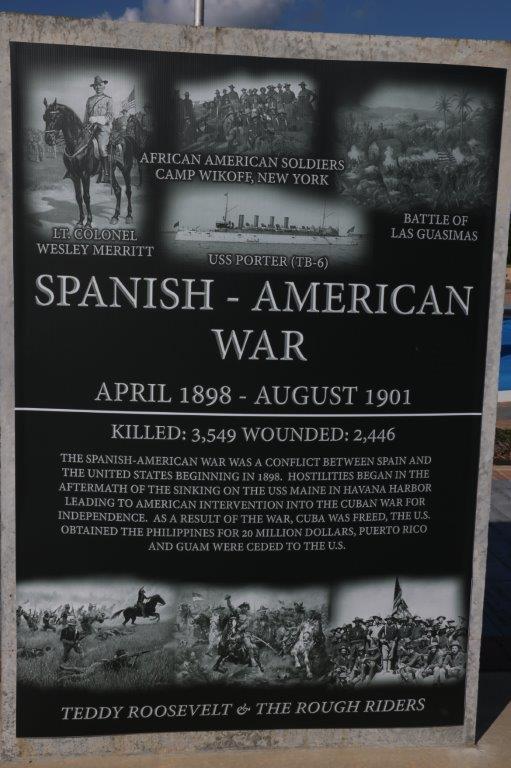 AFRICAN AMERICAN SOLDIERS
CAMP WIKOFF, NEW YORK
LT. COLONEL
WESLEY MERRITT
BATTLE OF
LAS GUASIMAS
USS PORTER (TB-6)
SPANISH - AMERICAN
WAR
APRIL 1898 - AUGUST 1901
KILLED: 3,549 WOUNDED: 2,446
THE SPANISH-AMERICAN WAR WAS A CONFLICT BETWEEN SPAIN AND
THE UNITED STATES BEGINNING IN 1898. HOSTILITIES BEGAN IN THE
AFTERMATH OF THE SINKING ON THE USS MAINE IN HAVANA HARBOR
LEADING TO AMERICAN INTERVENTION INTO THE CUBAN WAR FOR
INDEPENDENCE. AS A RESULT OF THE WAR, CUBA WAS FREED, THE U.S.
OBTAINED THE PHILIPPINES FOR 20 MILLION DOLLARS, PUERTO RICO
AND GUAM WERE CEDED TO THE U.S.
TEDDY ROOSEVELT & THE ROUGH RIDERS